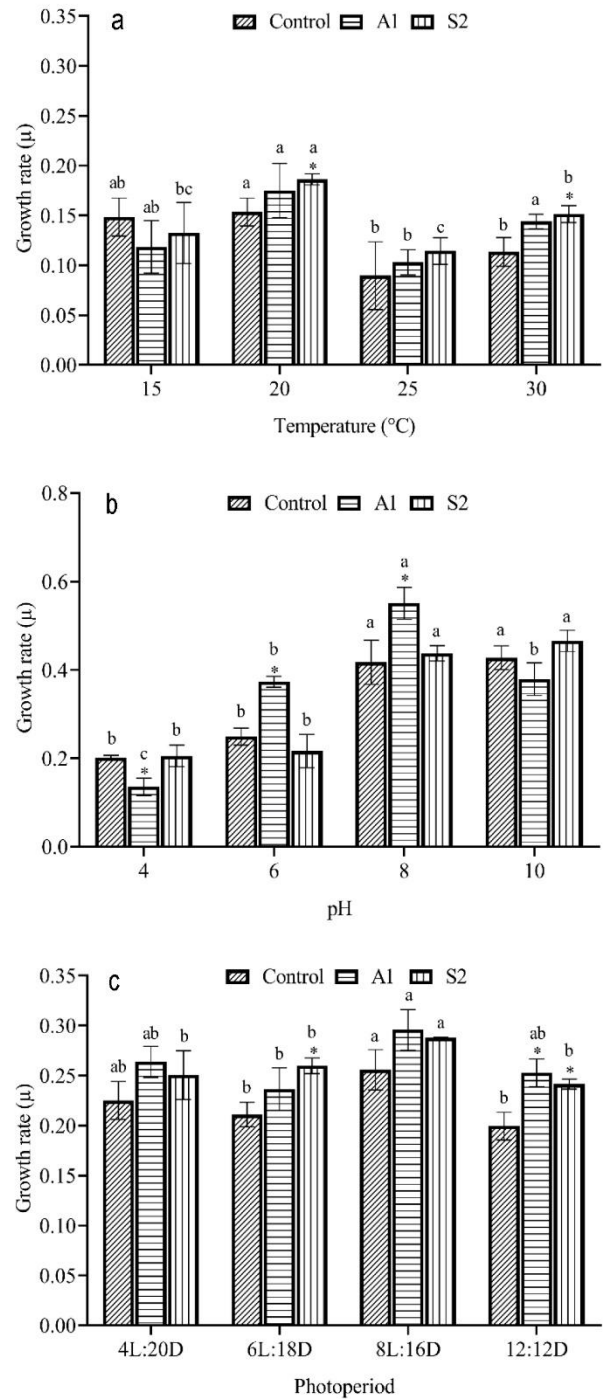 a
Control A1 S2
Growth rate (μ)
0.35
0.30
0.25
0.20
0.15
0.10
0.05
0.00
ab ab bc
a a a
*
b b c
b a b
*
15 20 25 30
Temperature (°C)
b
Control A1 S2
Growth rate (μ)
0.8
0.6
0.4
0.2
0.0
b c b
*
b b b
*
a a a
*
a b a
4 6 8 10
pH
c
Control A1 S2
Growth rate (μ)
0.35
0.30
0.25
0.20
0.15
0.10
0.05
0.00
ab ab b
b b b
*
a a a
b ab b
* *
4L:20D 6L:18D 8L:16D 12:12D
Photoperiod